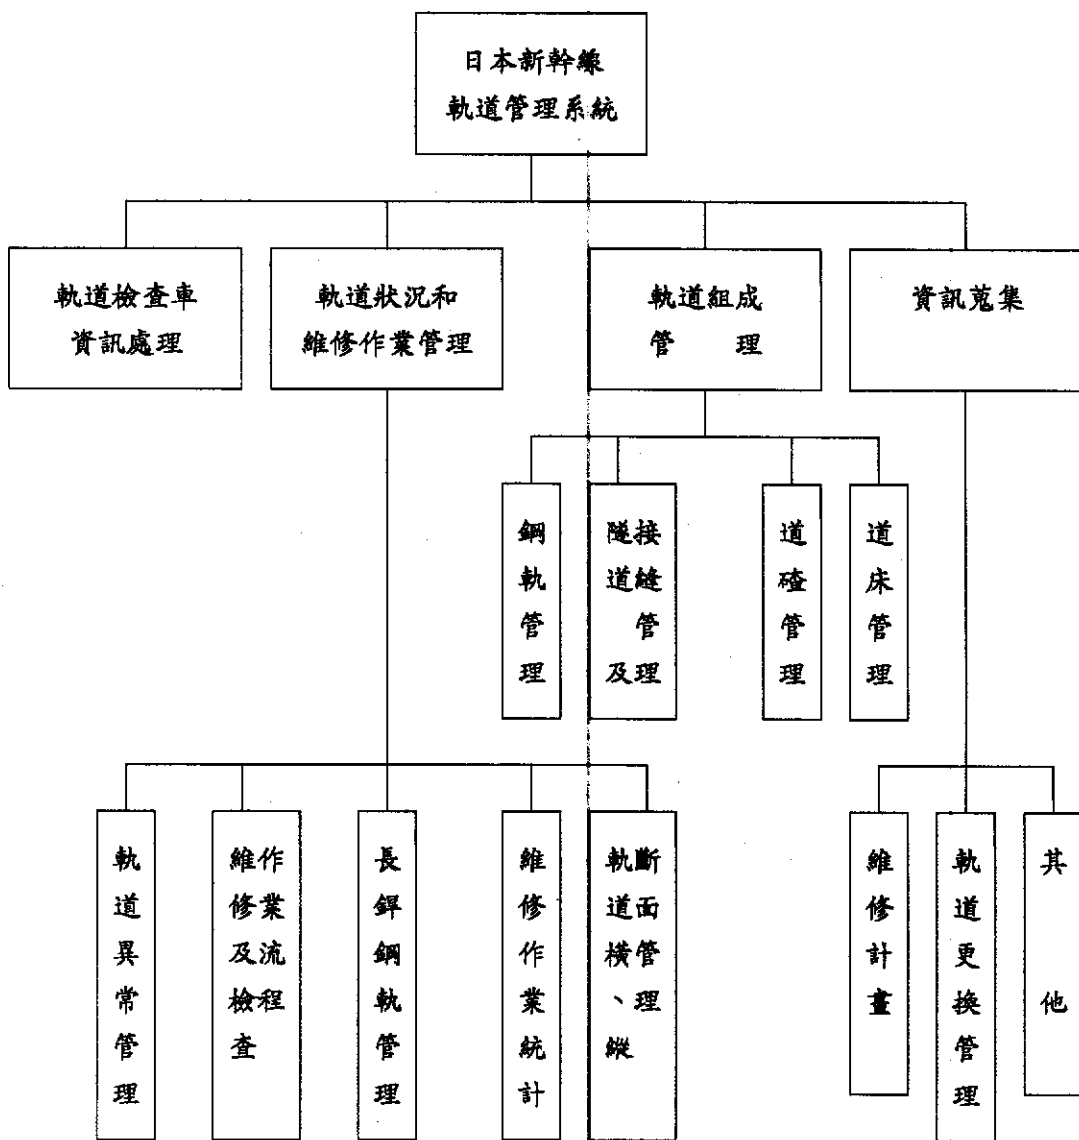 日本新幹線
軌道管理系統
軌道檢查車
資訊處理
軌道狀況和
維修作業管理
軌道組成
管 理
資訊蒐集
鋼軌管理
隧道及
接縫管理
道碴管理
道床管理
軌道異常管理
維修及檢查
作業流程
長銲鋼軌管理
維修作業統計
軌道橫、縱
斷面管理
維修計畫
軌道更換管理
其他